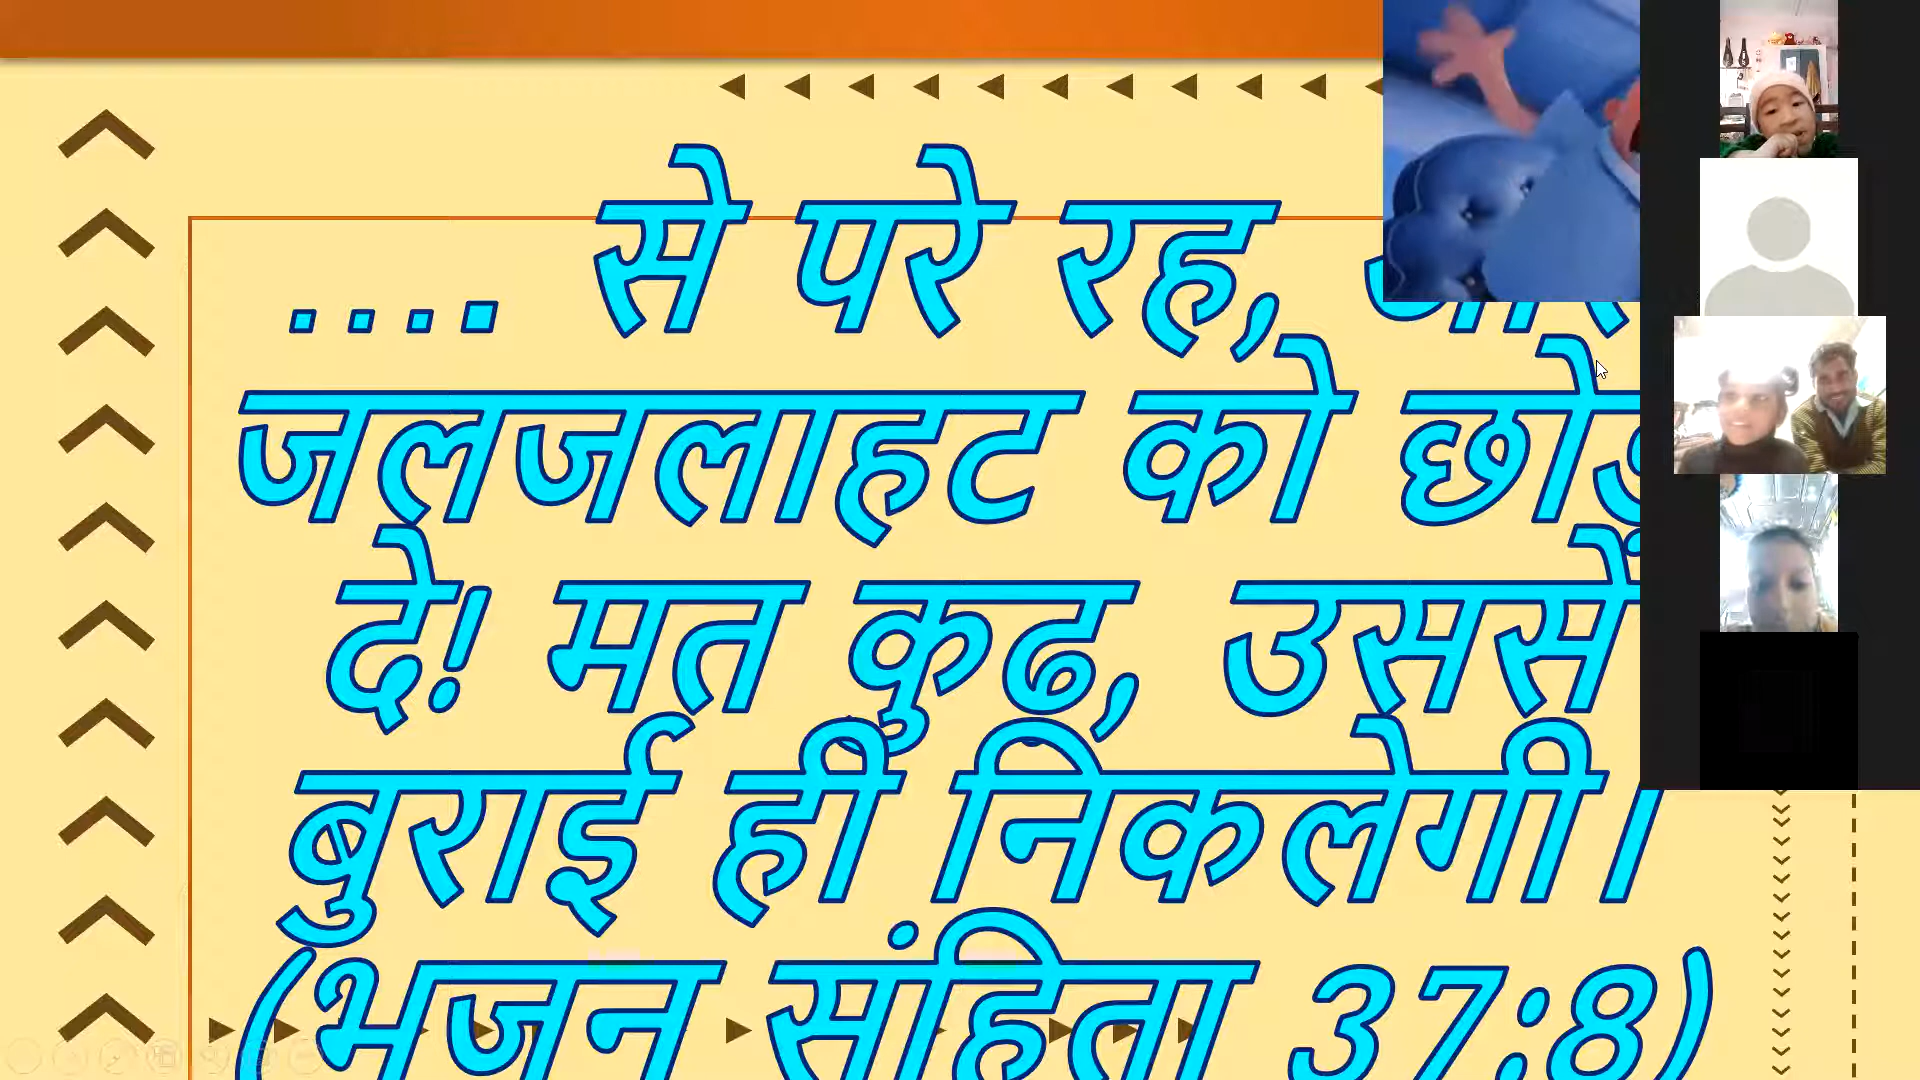 .... से परे रह,
जलजलाहट को
दे! मत कुढ, उससें
बुराई ही निकलेगी।
(भजन संहिता 37:8)